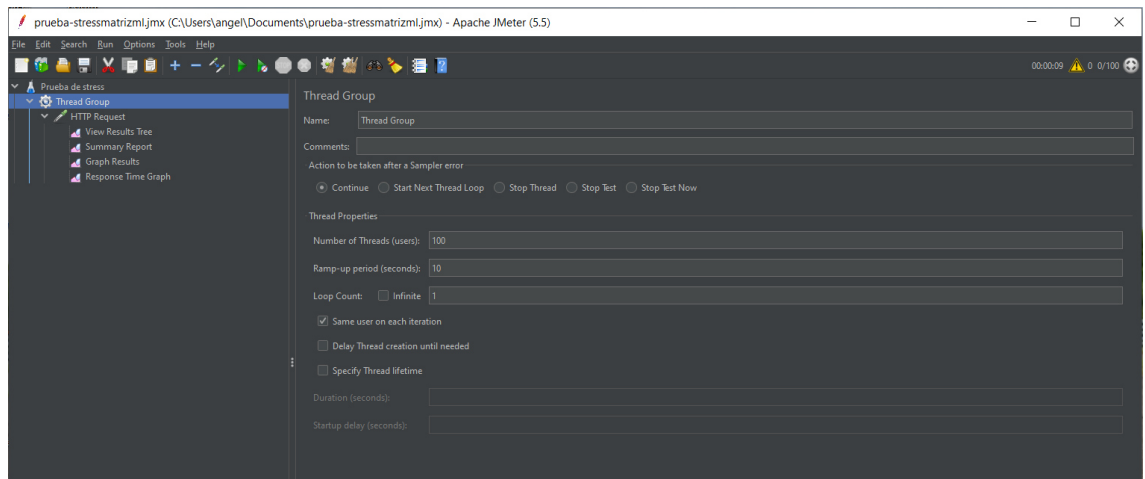 prueba-stressmatrizml.jmx (C:\Users\angel\Documents\prueba-stressmatrizml.jmx) - Apache JMeter (5.5)
File Edit Search Run Options Tools Help
00:00:09 0 0/100
Prueba de stress
Thread Group
HTTP Request
View Results Tree
Summary Report
Graph Results
Response Time Graph
Thread Group
Name: Thread Group
Comments:
Action to be taken after a Sampler error
Continue Start Next Thread Loop Stop Thread Stop Test Stop Test Now
Thread Properties
Number of Threads (users): 100
Ramp-up period (seconds): 10
Loop Count: Infinite 1
Same user on each iteration
Delay Thread creation until needed
Specify Thread lifetime
Duration (seconds):
Startup delay (seconds):